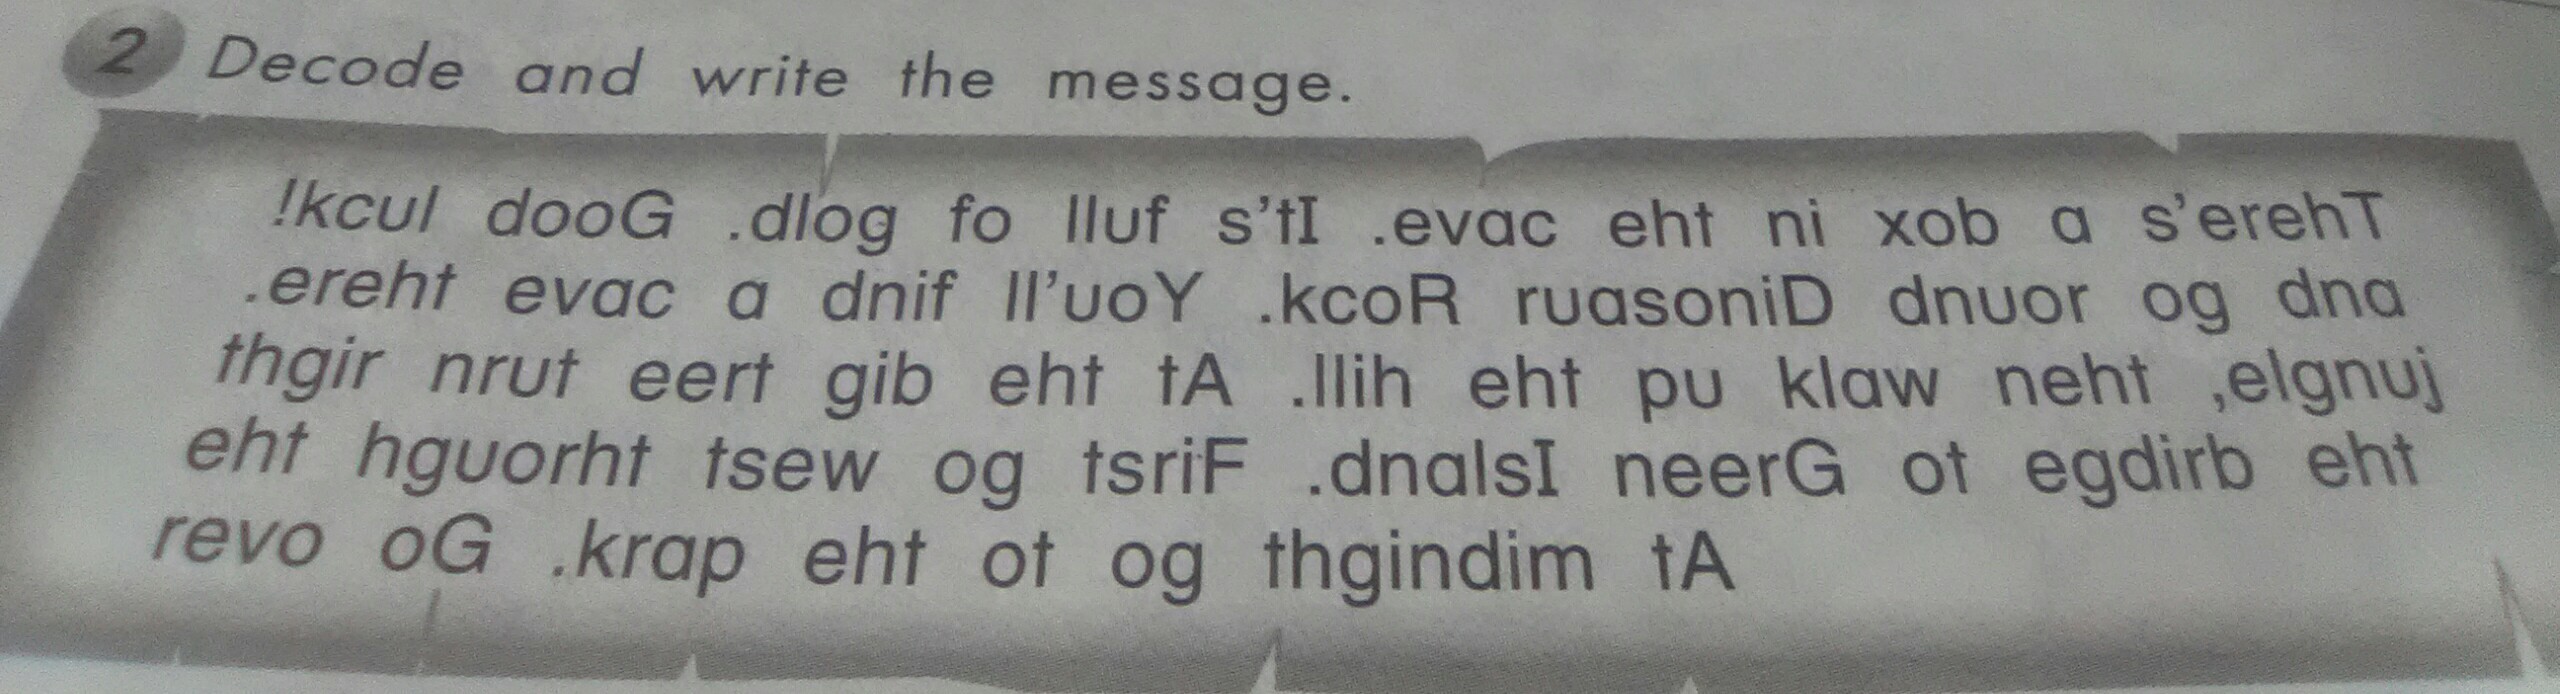 2 Decode and write the message.
!kcul dooG .dlog fo lluf s'tI .evac eht ni xob a s'erehT
.ereht evac a dnif ll'uoY .kcoR ruasoniD dnuor og dna
thgir nrut eert gib eht tA .llih eht pu klaw neht ,elgnuj
eht hguorht tsew og tsriF .dnalsI neerG ot egdirb eht
revo oG .krap eht ot og thgindim tA